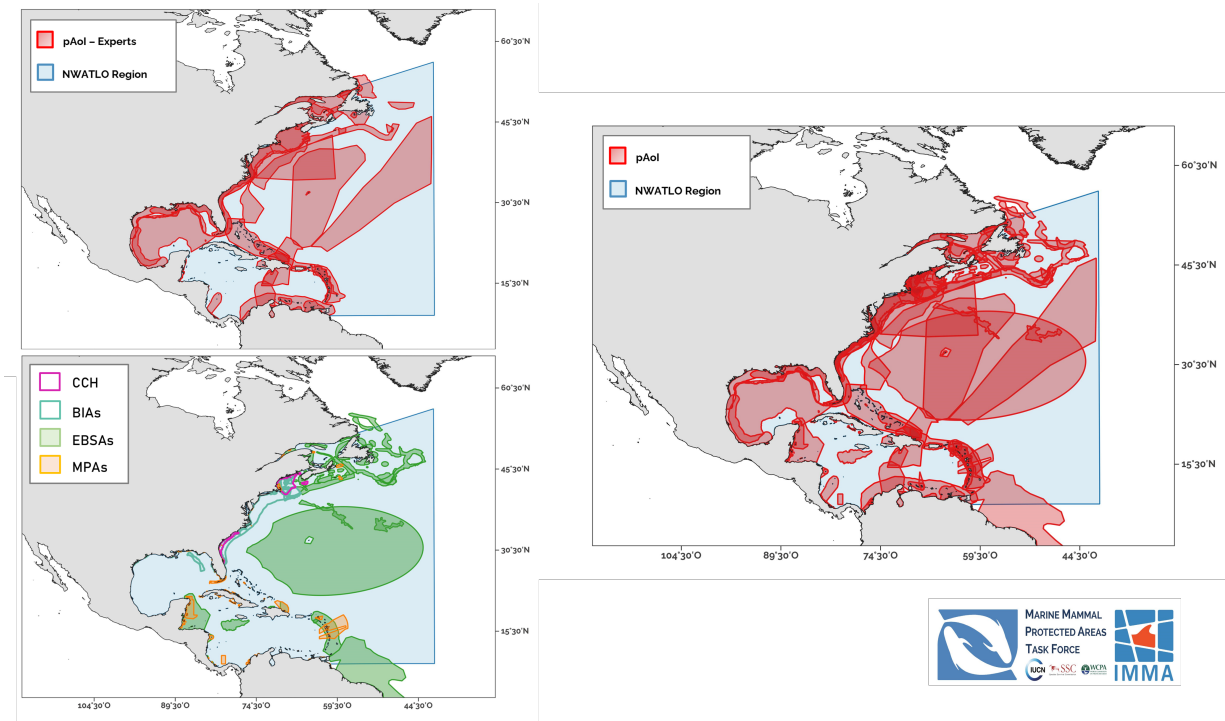 pAoI – Experts
NWATLO Region
60°30'N
45°30'N
30°30'N
15°30'N
CCH
BIAs
EBSAs
MPAs
60°30'N
45°30'N
30°30'N
15°30'N
104°30'O
89°30'O
74°30'O
59°30'O
44°30'O
pAoI
NWATLO Region
60°30'N
45°30'N
30°30'N
15°30'N
104°30'O
89°30'O
74°30'O
59°30'O
44°30'O
MARINE MAMMAL
PROTECTED AREAS
TASK FORCE
IUCN SSC WCPA
IMMA